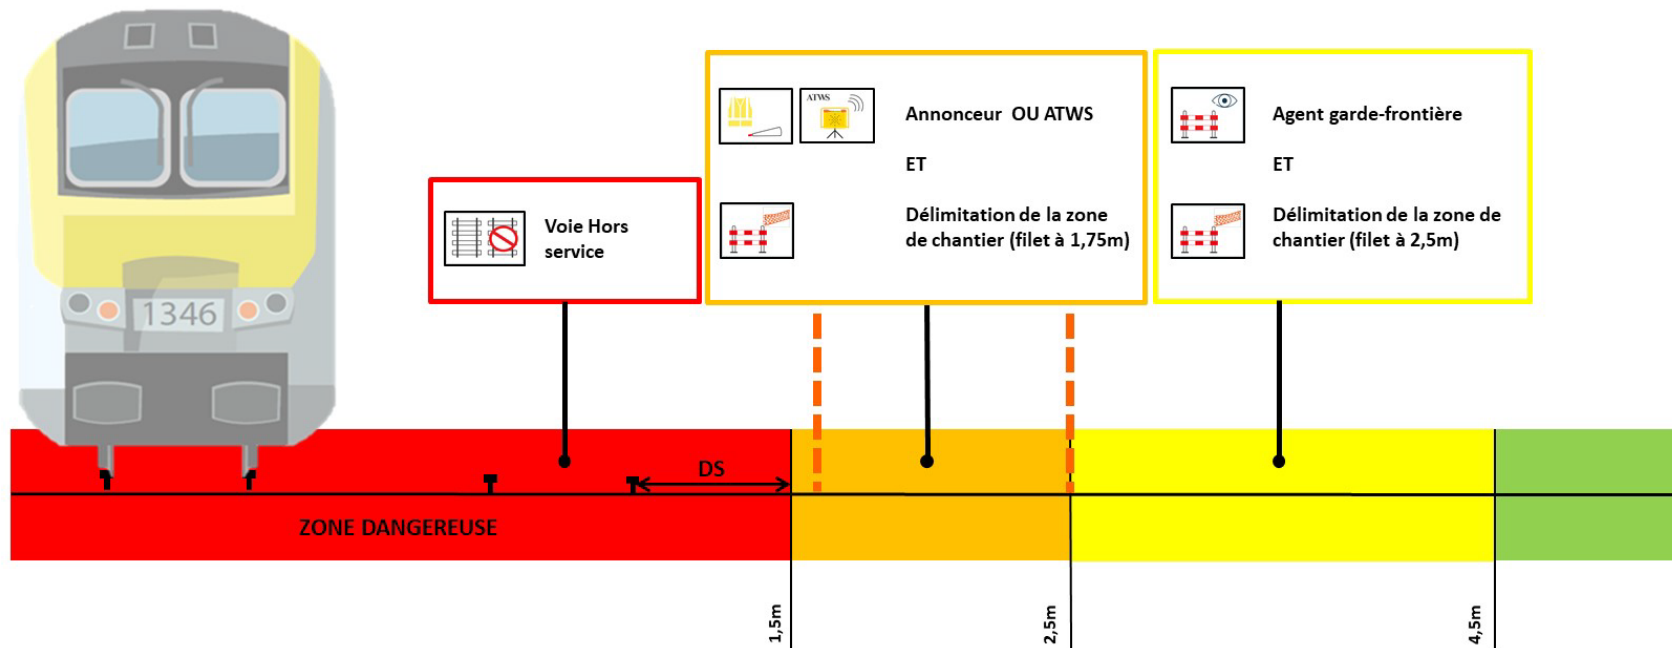 1346
Voie Hors
service
ATWS
Annonceur OU ATWS
ET
Délimitation de la zone
de chantier (filet à 1,75m)
Agent garde-frontière
ET
Délimitation de la zone de
chantier (filet à 2,5m)
DS
ZONE DANGEREUSE
1,5m
2,5m
4,5m